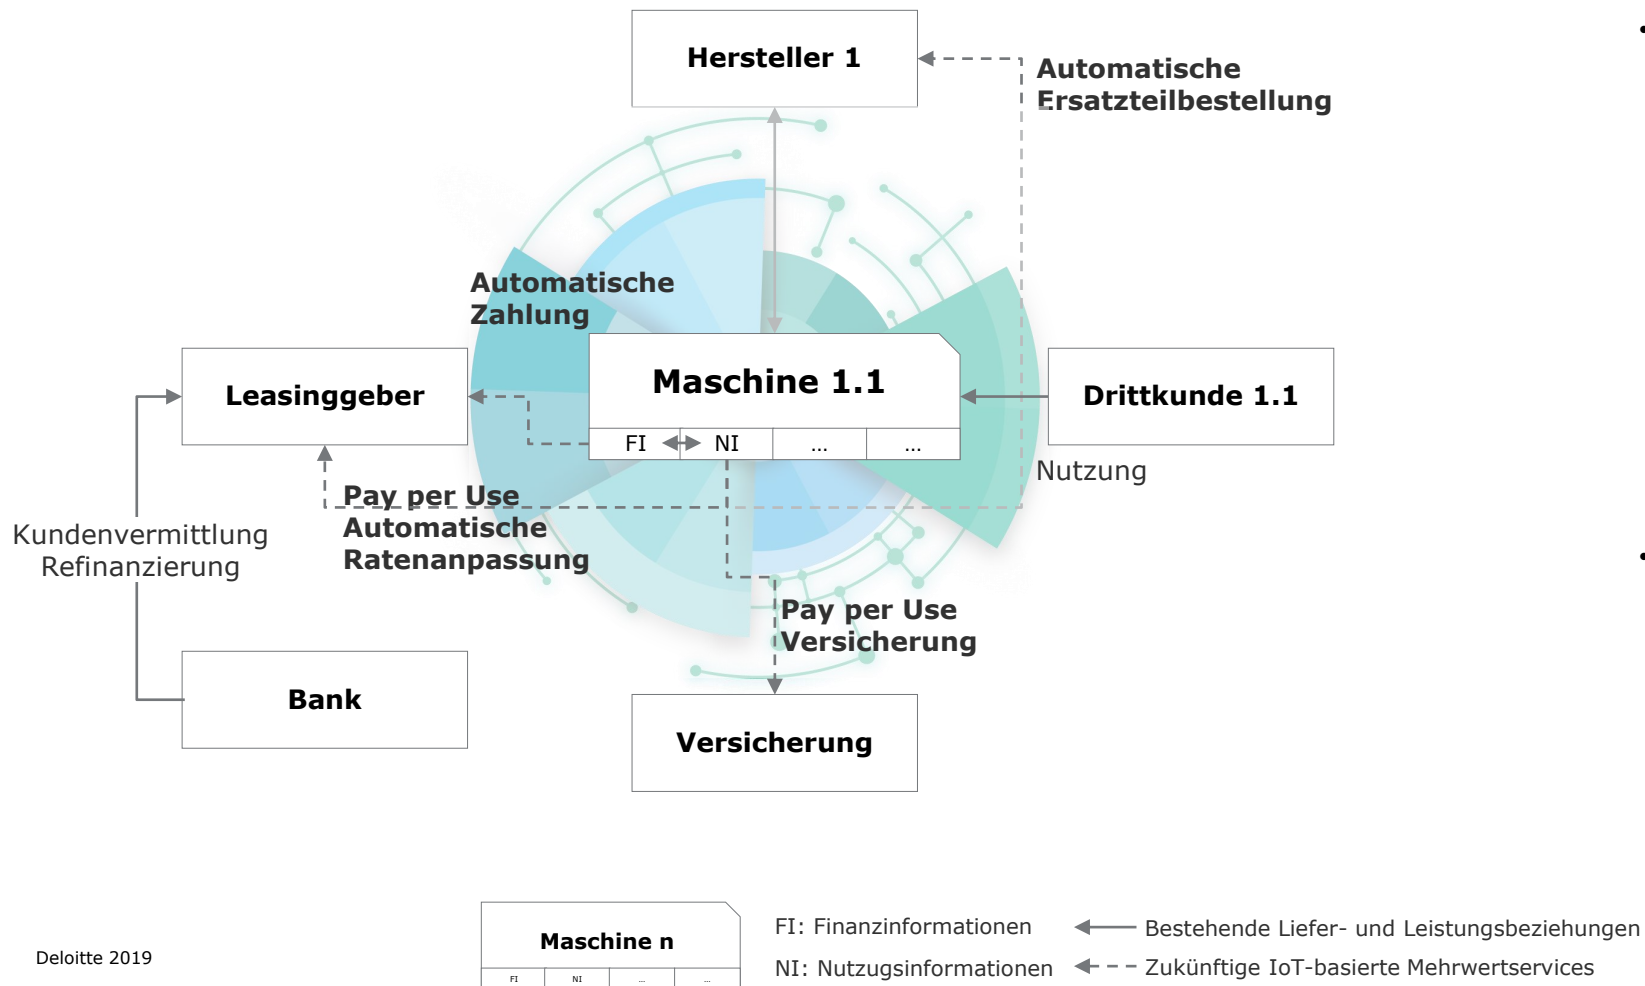 Hersteller 1
Automatische
Ersatzteilbestellung
Automatische
Zahlung
Leasinggeber
Maschine 1.1
Drittkunde 1.1
FI NI ... ...
Nutzung
Pay per Use
Automatische
Ratenanpassung
Kundenvermittlung
Refinanzierung
Pay per Use
Versicherung
Bank
Versicherung
Maschine n
FI NI ... ...
FI: Finanzinformationen
Bestehende Liefer- und Leistungsbeziehungen
NI: Nutzugsinformationen
Zukünftige IoT-basierte Mehrwertservices
Deloitte 2019